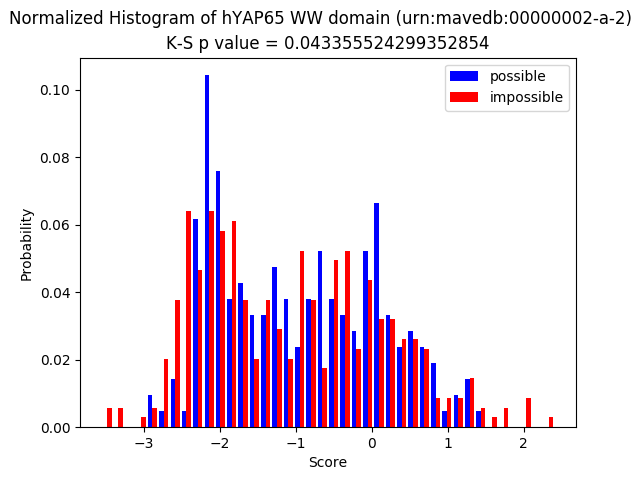 Normalized Histogram of hYAP65 WW domain (urn:mavedb:00000002-a-2)
K-S p value = 0.043355524299352854
possible
impossible
Probability
0.10
0.08
0.06
0.04
0.02
0.00
−3
−2
−1
0
1
2
Score